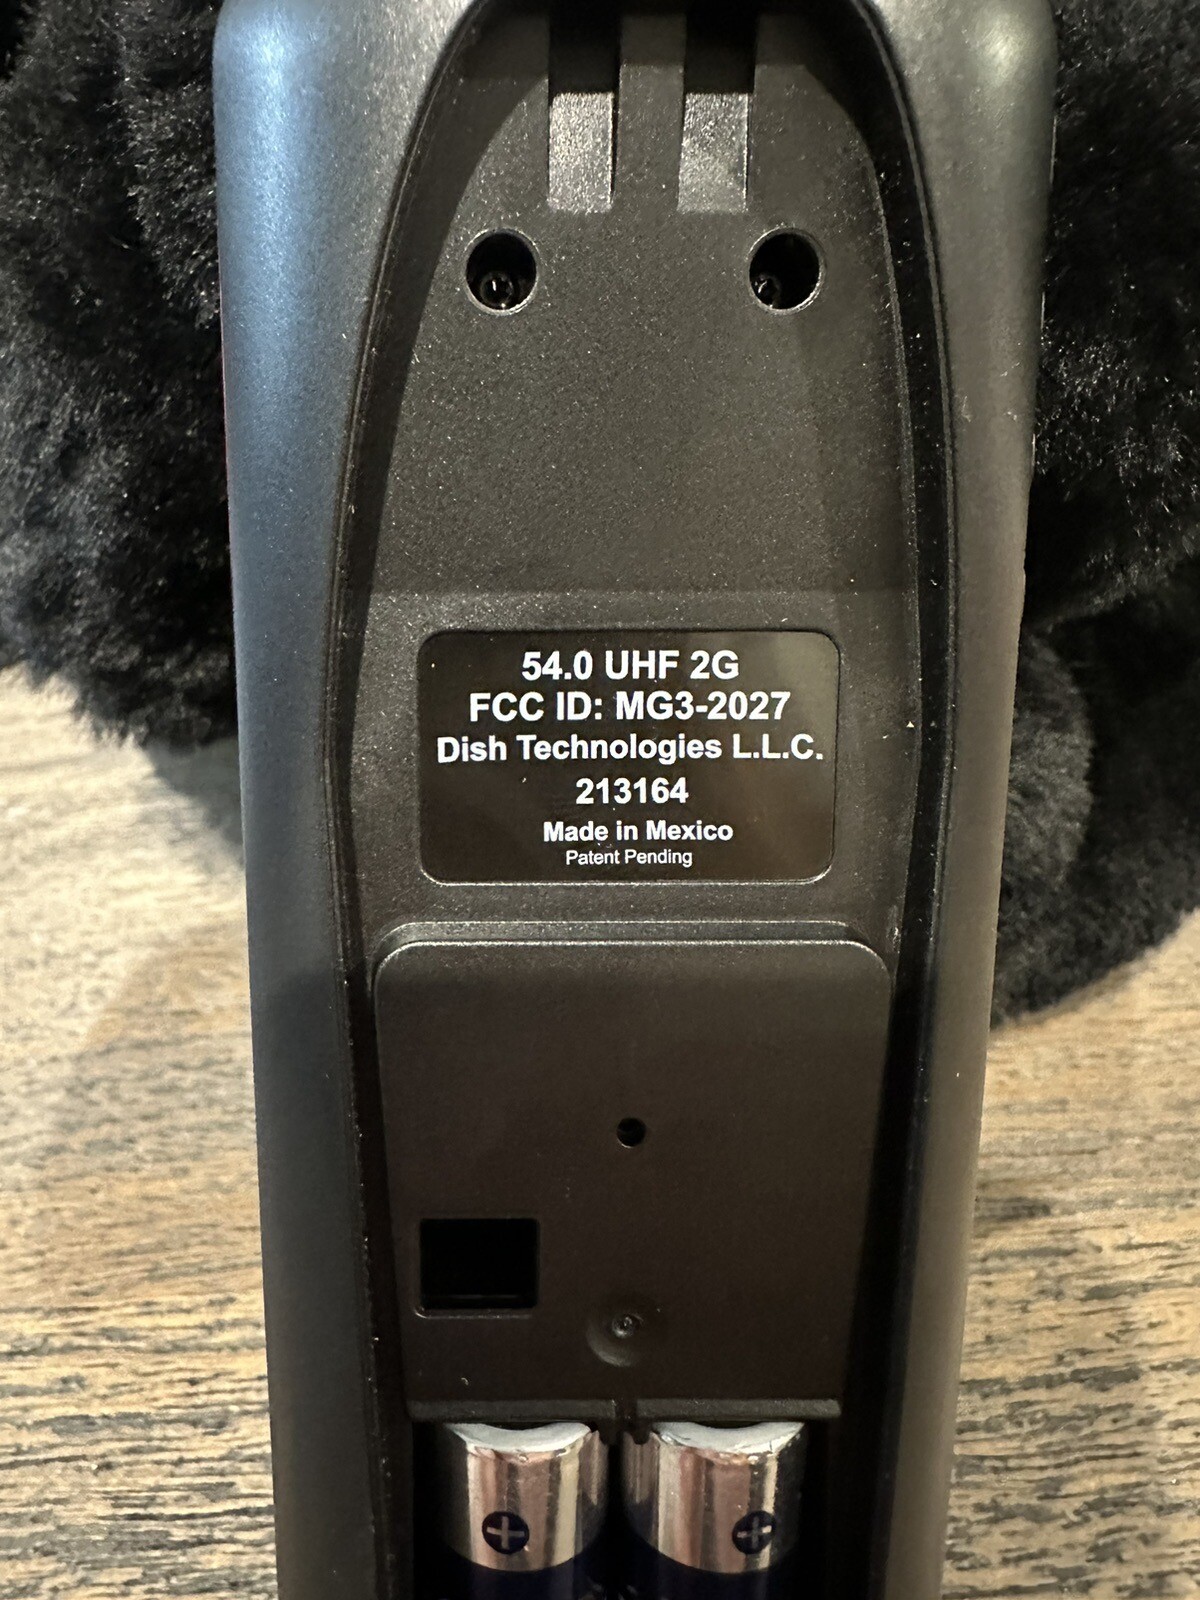 54.0 UHF 2G
FCC ID: MG3-2027
Dish Technologies L.L.C.
213164
Made in Mexico
Patent Pending
+ +